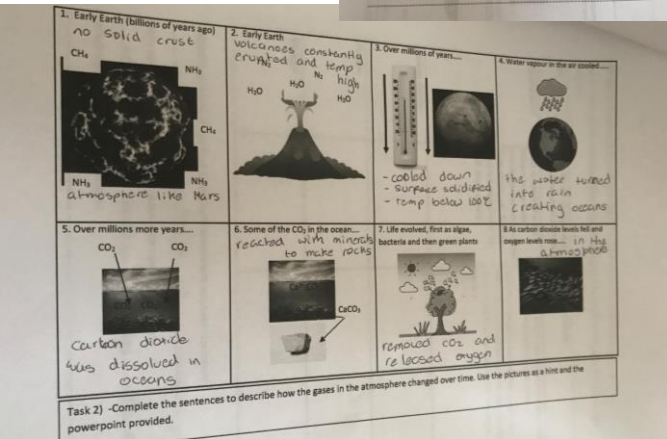 1. Early Earth (billions of years ago)
no solid crust
CH₄
NH₃
CH₄
NH₃
NH₃
atmosphere like Mars
2. Early Earth
volcanoes constantly
erupted and temp
high
N₂
N₂
H₂O
H₂O
H₂O
3. Over millions of years....
- cooled down
- surface solidified
- temp below 100℃
4. Water vapour in the air cooled.....
the water turned
into rain
creating oceans
5. Over millions more years....
CO₂
CO₂
carbon dioxide
was dissolved in
oceans
6. Some of the CO₂ in the ocean....
reacted with minerals
to make rocks
CaCO₃
7. Life evolved, first as algae,
bacteria and then green plants
removed CO₂ and
released oxygen
8 As carbon dioxide levels fell and
oxygen levels rose.... in the
atmosphere
Task 2) -Complete the sentences to describe how the gases in the atmosphere changed over time. Use the pictures as a hint and the
powerpoint provided.